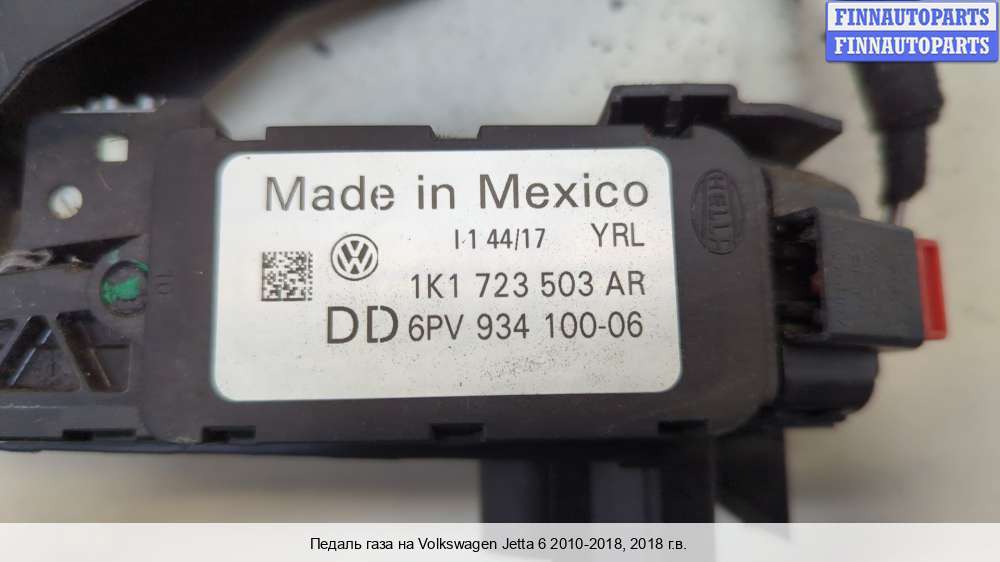 FINNAUTOPARTS
FINNAUTOPARTS
Made in Mexico
I-1 44/17 YRL
1K1 723 503 AR
DD 6PV 934 100-06
HELLA
Педаль газа на Volkswagen Jetta 6 2010-2018, 2018 г.в.